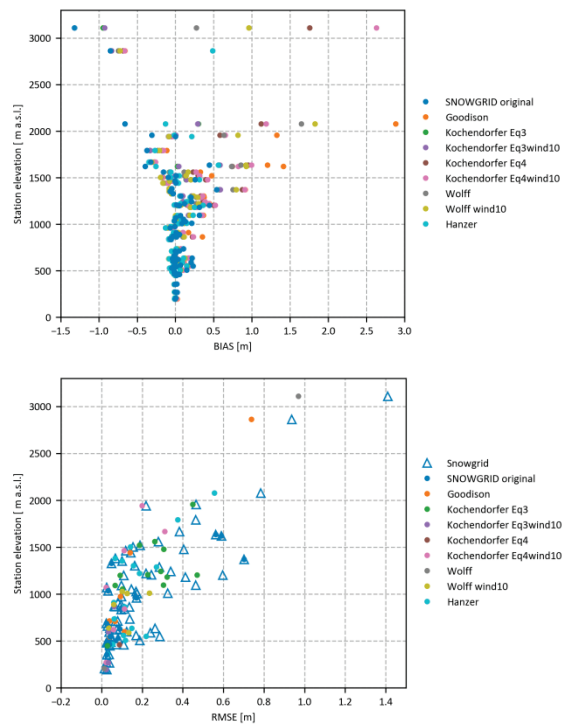 3000
2500
2000
1500
1000
500
0
Station elevation [ m a.s.l.]
−1.5 −1.0 −0.5 0.0 0.5 1.0 1.5 2.0 2.5 3.0
BIAS [m]
SNOWGRID original
Goodison
Kochendorfer Eq3
Kochendorfer Eq3wind10
Kochendorfer Eq4
Kochendorfer Eq4wind10
Wolff
Wolff wind10
Hanzer
3000
2500
2000
1500
1000
500
0
Station elevation [ m a.s.l.]
−0.2 0.0 0.2 0.4 0.6 0.8 1.0 1.2 1.4
RMSE [m]
Snowgrid
SNOWGRID original
Goodison
Kochendorfer Eq3
Kochendorfer Eq3wind10
Kochendorfer Eq4
Kochendorfer Eq4wind10
Wolff
Wolff wind10
Hanzer